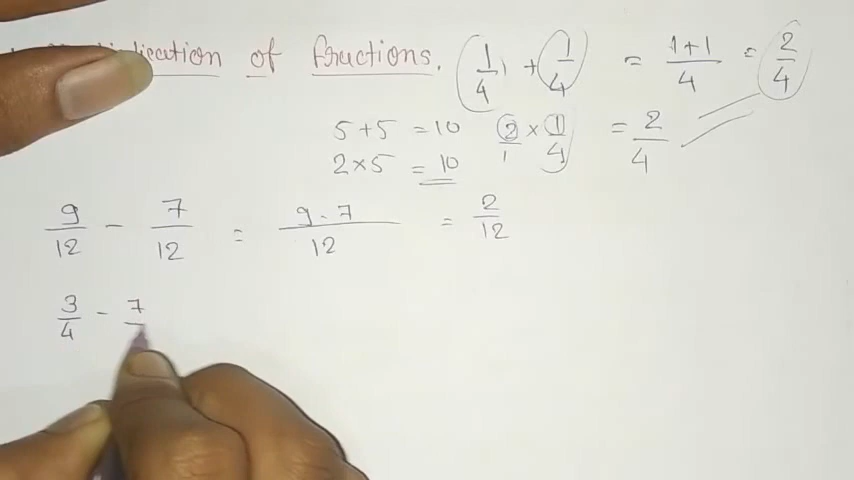 of fractions. 1/4 + 1/4 = 1+1/4 = 2/4
5+5 = 10 2/1 × 1/4 = 2/4
2×5 = 10
9/12 - 7/12 = 9-7/12 = 2/12
3/4 - 7